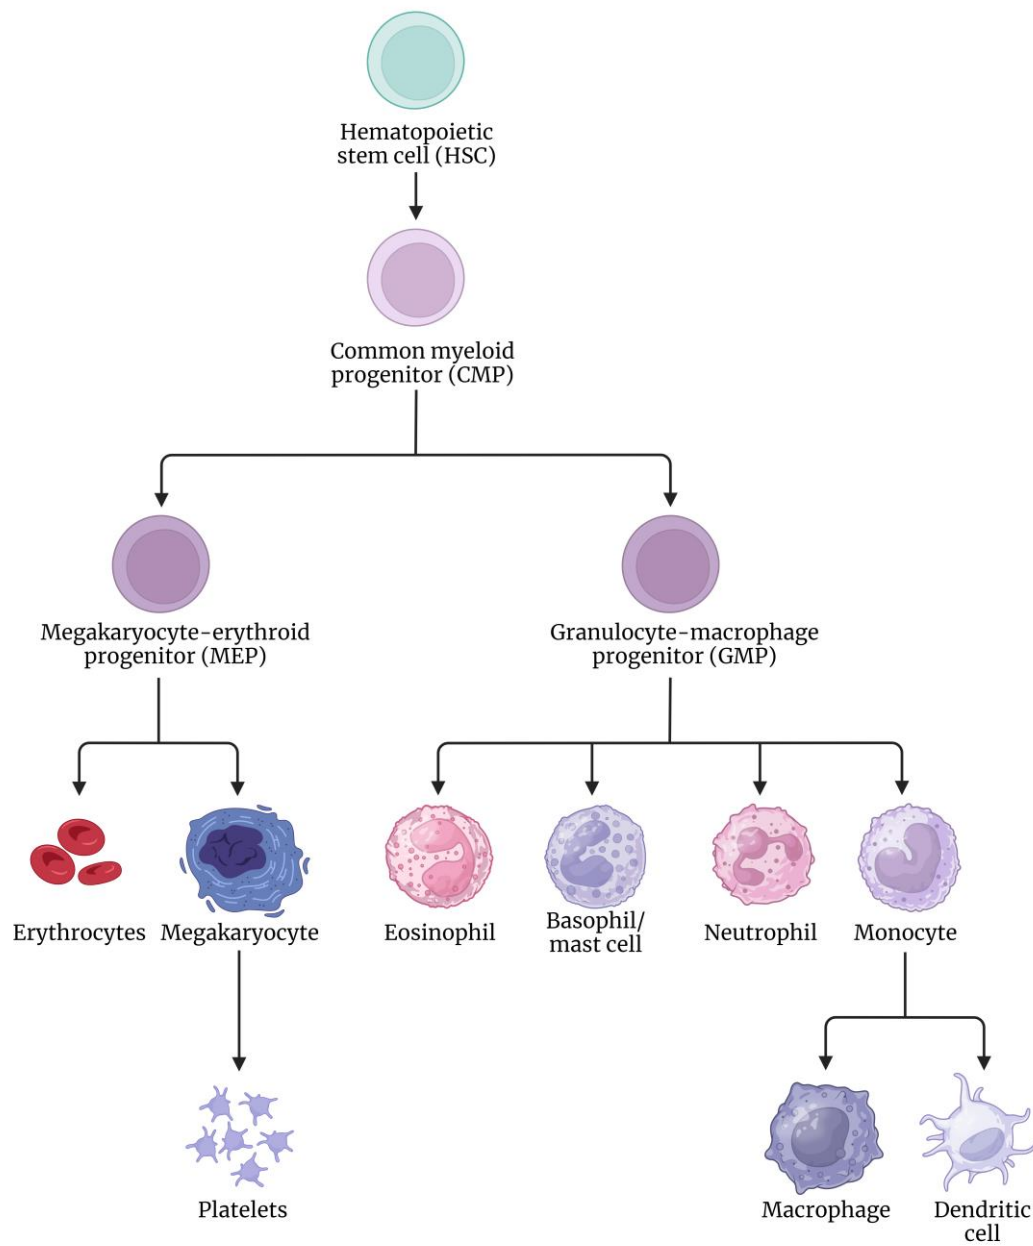 Hematopoietic
stem cell (HSC)
Common myeloid
progenitor (CMP)
Megakaryocyte-erythroid
progenitor (MEP)
Granulocyte-macrophage
progenitor (GMP)
Erythrocytes
Megakaryocyte
Eosinophil
Basophil/
mast cell
Neutrophil
Monocyte
Platelets
Macrophage
Dendritic
cell